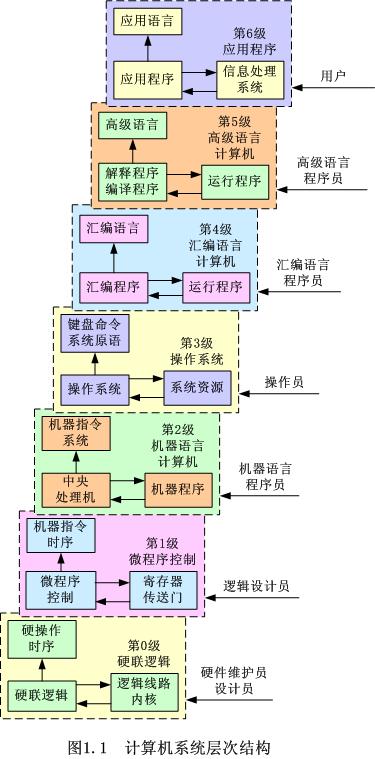 应用语言
第6级
应用程序
应用程序
信息处理
系统
用户
高级语言
第5级
高级语言
计算机
解释程序
编译程序
运行程序
高级语言
程序员
汇编语言
第4级
汇编语言
计算机
汇编程序
运行程序
汇编语言
程序员
键盘命令
系统原语
第3级
操作系统
操作系统
系统资源
操作员
机器指令
系统
第2级
机器语言
计算机
中央
处理机
机器程序
机器语言
程序员
机器指令
时序
第1级
微程序控制
微程序
控制
寄存器
传送门
逻辑设计员
硬操作
时序
第0级
硬联逻辑
硬联逻辑
逻辑线路
内核
硬件维护员
设计员
图1.1 计算机系统层次结构